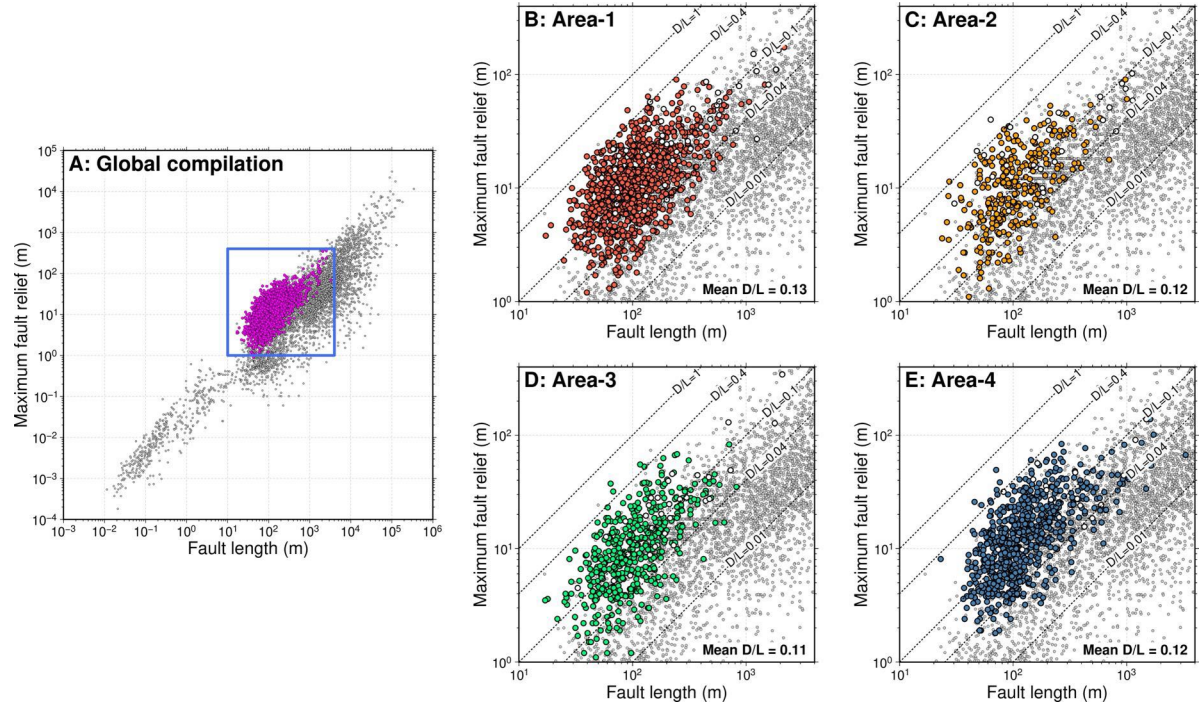 A: Global compilation
Maximum fault relief (m)
10⁵
10⁴
10³
10²
10¹
10⁰
10⁻¹
10⁻²
10⁻³
10⁻⁴
10⁻³ 10⁻² 10⁻¹ 10⁰ 10¹ 10² 10³ 10⁴ 10⁵ 10⁶
Fault length (m)
B: Area-1
D/L=1
D/L=0.4
D/L=0.1
D/L=0.04
D/L=0.01
Maximum fault relief (m)
10²
10¹
10⁰
Mean D/L = 0.13
10¹ 10² 10³
Fault length (m)
C: Area-2
D/L=1
D/L=0.4
D/L=0.1
D/L=0.04
D/L=0.01
Maximum fault relief (m)
10²
10¹
10⁰
Mean D/L = 0.12
10¹ 10² 10³
Fault length (m)
D: Area-3
D/L=1
D/L=0.4
D/L=0.1
D/L=0.04
D/L=0.01
Maximum fault relief (m)
10²
10¹
10⁰
Mean D/L = 0.11
10¹ 10² 10³
Fault length (m)
E: Area-4
D/L=1
D/L=0.4
D/L=0.1
D/L=0.04
D/L=0.01
Maximum fault relief (m)
10²
10¹
10⁰
Mean D/L = 0.12
10¹ 10² 10³
Fault length (m)